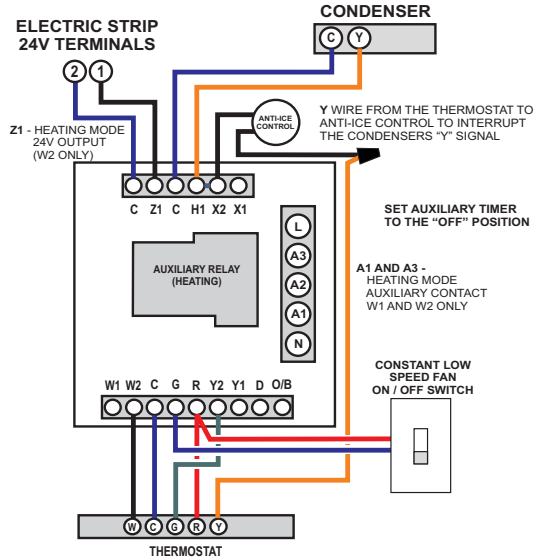 CONDENSER
C Y
ELECTRIC STRIP
24V TERMINALS
2 1
Z1 - HEATING MODE
24V OUTPUT
(W2 ONLY)
ANTI-ICE
CONTROL
Y WIRE FROM THE THERMOSTAT TO
ANTI-ICE CONTROL TO INTERRUPT
THE CONDENSERS “Y” SIGNAL
C Z1 C H1 X2 X1
SET AUXILIARY TIMER
TO THE “OFF” POSITION
L
A3
A2
A1
N
AUXILIARY RELAY
(HEATING)
A1 AND A3 -
HEATING MODE
AUXILIARY CONTACT
W1 AND W2 ONLY
CONSTANT LOW
SPEED FAN
ON / OFF SWITCH
W1 W2 C G R Y2 Y1 D O/B
W C G R Y
THERMOSTAT